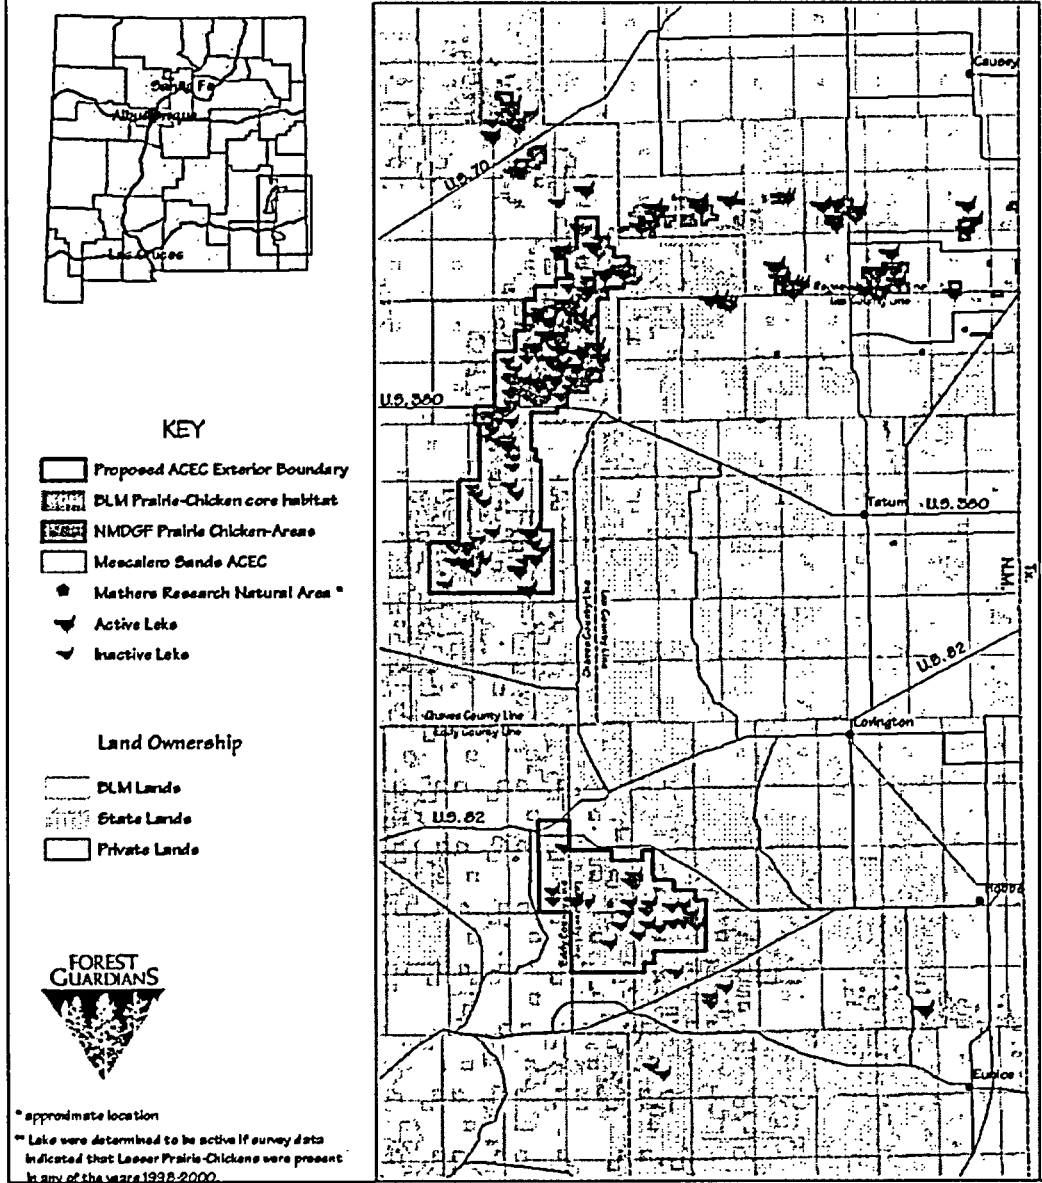 Santa Fe
Albuquerque
Las Cruces
KEY
Proposed ACEC Exterior Boundary
BLM Prairie-Chicken core habitat
NMDGF Prairie Chicken-Areas
Mescalero Sands ACEC
Mathers Research Natural Area *
Active Leks
Inactive Leks
Land Ownership
BLM Lands
State Lands
Private Lands
FOREST
GUARDIANS
* approximate location
** Leks were determined to be active if survey data
indicated that Lesser Prairie-Chickens were present
in any of the years 1998-2000.
Causey
U.S. 70
Lea County Line
U.S. 380
Tatum
U.S. 380
Tx.
N.M.
Chaves County Line
Lea County Line
U.S. 82
Chaves County Line
Eddy County Line
Lovington
U.S. 82
Hobbs
Eunice